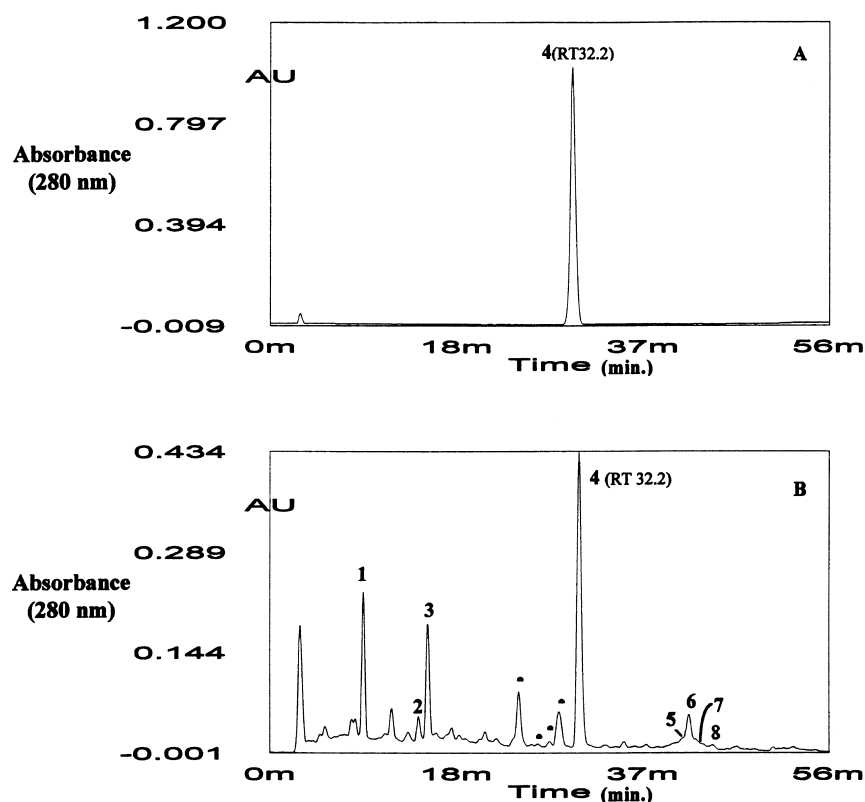 1.200
4(RT32.2)
A
AU
0.797
Absorbance
(280 nm)
0.394
-0.009
0m
18m
37m
56m
Time (min.)
0.434
4 (RT 32.2)
B
AU
0.289
1
Absorbance
(280 nm)
3
0.144
2
5
6
7
8
-0.001
0m
18m
37m
56m
Time (min.)